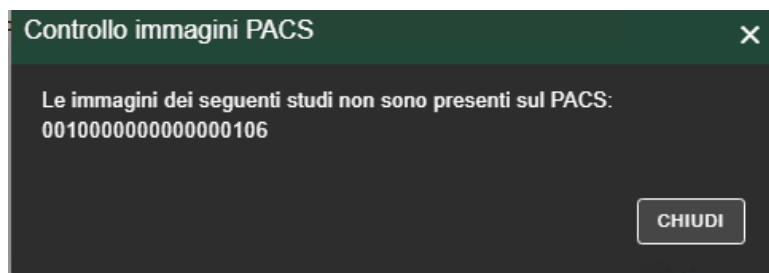 Controllo immagini PACS
Le immagini dei seguenti studi non sono presenti sul PACS:
0010000000000000106
CHIUDI